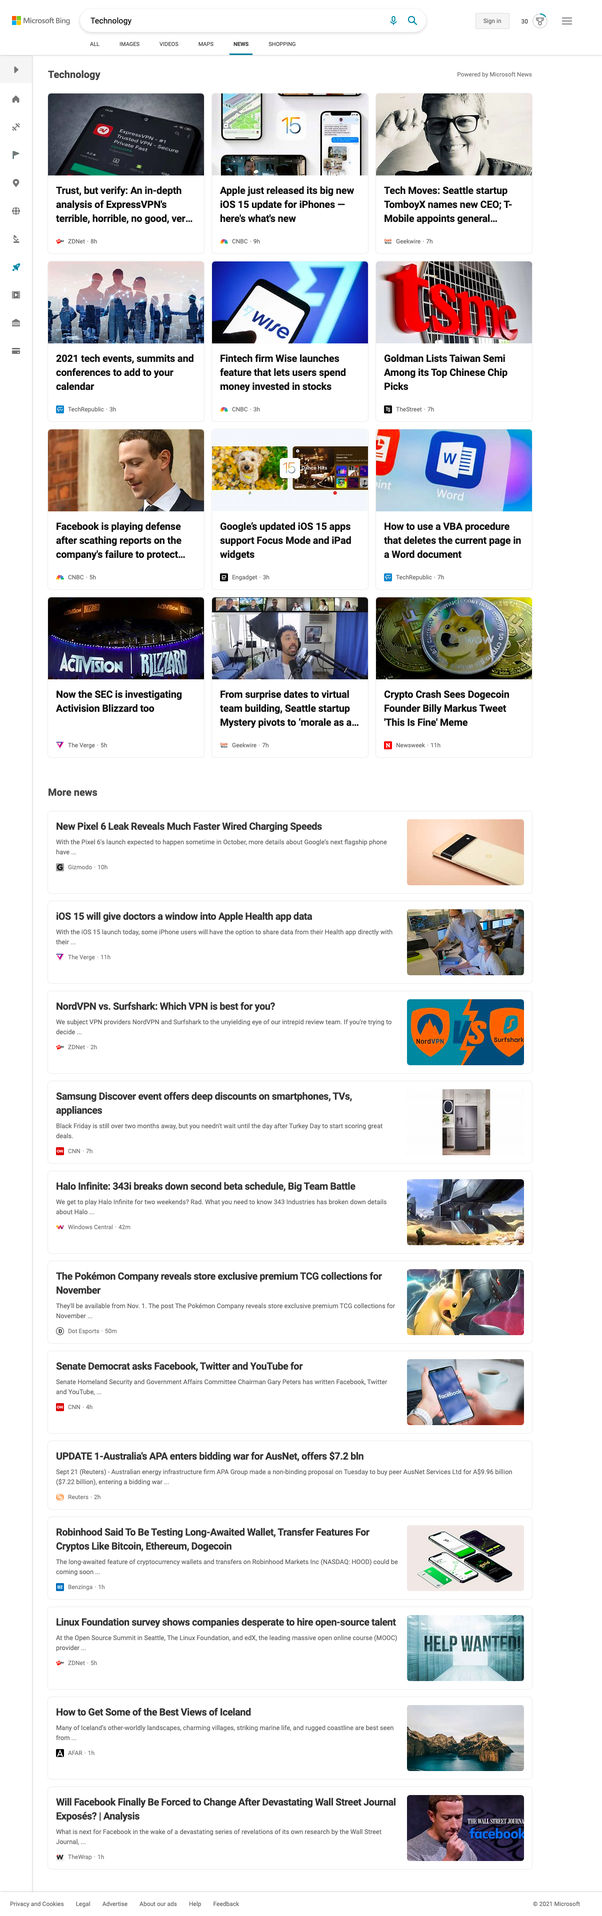 Microsoft Bing
Technology
Sign in
30
ALL IMAGES VIDEOS MAPS NEWS SHOPPING
Technology
Powered by Microsoft News
ExpressVPN - #1
Trusted VPN - Secure
Private Fast
15
Trust, but verify: An in-depth
analysis of ExpressVPN's
terrible, horrible, no good, ver...
ZDNet · 8h
Apple just released its big new
iOS 15 update for iPhones —
here's what's new
CNBC · 9h
Tech Moves: Seattle startup
TomboyX names new CEO; T-
Mobile appoints general...
Geekwire · 7h
WISE
tsmc
2021 tech events, summits and
conferences to add to your
calendar
TechRepublic · 3h
Fintech firm Wise launches
feature that lets users spend
money invested in stocks
CNBC · 3h
Goldman Lists Taiwan Semi
Among its Top Chinese Chip
Picks
TheStreet · 7h
15
Dance Hits
Word
Facebook is playing defense
after scathing reports on the
company's failure to protect...
CNBC · 5h
Google's updated iOS 15 apps
support Focus Mode and iPad
widgets
Engadget · 3h
How to use a VBA procedure
that deletes the current page in
a Word document
TechRepublic · 7h
ACTIVISION BLIZZARD
WOW
Now the SEC is investigating
Activision Blizzard too
The Verge · 5h
From surprise dates to virtual
team building, Seattle startup
Mystery pivots to 'morale as a...
Geekwire · 7h
Crypto Crash Sees Dogecoin
Founder Billy Markus Tweet
'This Is Fine' Meme
Newsweek · 11h
More news
New Pixel 6 Leak Reveals Much Faster Wired Charging Speeds
With the Pixel 6's launch expected to happen sometime in October, more details about Google's next flagship phone
have ...
Gizmodo · 10h
iOS 15 will give doctors a window into Apple Health app data
With the iOS 15 launch today, some iPhone users will have the option to share data from their Health app directly with
their ...
The Verge · 11h
NordVPN vs. Surfshark: Which VPN is best for you?
We subject VPN providers NordVPN and Surfshark to the unyielding eye of our intrepid review team. If you're trying to
decide ...
ZDNet · 2h
NordVPN VS Surfshark
Samsung Discover event offers deep discounts on smartphones, TVs,
appliances
Black Friday is still over two months away, but you needn't wait until the day after Turkey Day to start scoring great
deals.
CNN · 7h
Halo Infinite: 343i breaks down second beta schedule, Big Team Battle
We get to play Halo Infinite for two weekends? Rad. What you need to know 343 Industries has broken down details
about Halo ...
Windows Central · 42m
The Pokémon Company reveals store exclusive premium TCG collections for
November
They'll be available from Nov. 1. The post The Pokémon Company reveals store exclusive premium TCG collections for
November ...
Dot Esports · 50m
Senate Democrat asks Facebook, Twitter and YouTube for
Senate Homeland Security and Government Affairs Committee Chairman Gary Peters has written Facebook, Twitter
and YouTube, ...
CNN · 4h
facebook
UPDATE 1-Australia's APA enters bidding war for AusNet, offers $7.2 bln
Sept 21 (Reuters) - Australian energy infrastructure firm APA Group made a non-binding proposal on Tuesday to buy peer AusNet Services Ltd for A$9.96 billion
($7.22 billion), entering a bidding war ...
Reuters · 2h
Robinhood Said To Be Testing Long-Awaited Wallet, Transfer Features For
Cryptos Like Bitcoin, Ethereum, Dogecoin
The long-awaited feature of cryptocurrency wallets and transfers on Robinhood Markets Inc (NASDAQ: HOOD) could be
coming soon ...
Benzinga · 1h
Linux Foundation survey shows companies desperate to hire open-source talent
At the Open Source Summit in Seattle, The Linux Foundation, and edX, the leading massive open online course (MOOC)
provider ...
ZDNet · 5h
HELP WANTED!
How to Get Some of the Best Views of Iceland
Many of Iceland's other-worldly landscapes, charming villages, striking marine life, and rugged coastline are best seen
from ...
AFAR · 1h
Will Facebook Finally Be Forced to Change After Devastating Wall Street Journal
Exposés? | Analysis
What is next for Facebook in the wake of a devastating series of revelations of its own research by the Wall Street
Journal, ...
TheWrap · 1h
THE WALL STREET JOURNA
facebook
Privacy and Cookies Legal Advertise About our ads Help Feedback
© 2021 Microsoft